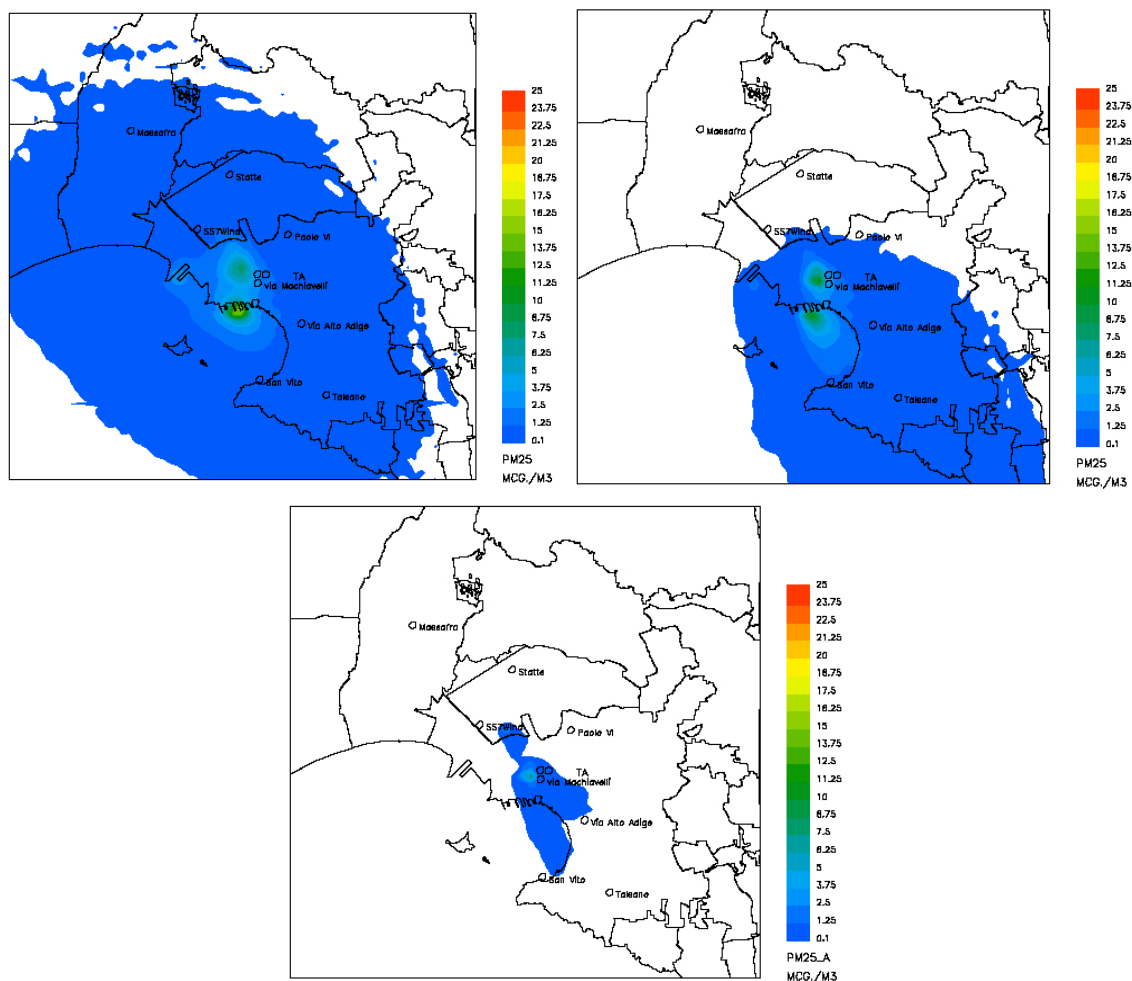 Massafra
Statte
SS7Wind
Paolo VI
TA
via Machiavelli
Via Alto Adige
San Vito
Talsano
25
23.75
22.5
21.25
20
18.75
17.5
16.25
15
13.75
12.5
11.25
10
8.75
7.5
6.25
5
3.75
2.5
1.25
0.1
PM25
MCG./M3
Massafra
Statte
SS7Wind
Paolo VI
TA
via Machiavelli
Via Alto Adige
San Vito
Talsano
25
23.75
22.5
21.25
20
18.75
17.5
16.25
15
13.75
12.5
11.25
10
8.75
7.5
6.25
5
3.75
2.5
1.25
0.1
PM25
MCG./M3
Massafra
Statte
SS7Wind
Paolo VI
TA
via Machiavelli
Via Alto Adige
San Vito
Talsano
25
23.75
22.5
21.25
20
18.75
17.5
16.25
15
13.75
12.5
11.25
10
8.75
7.5
6.25
5
3.75
2.5
1.25
0.1
PM25_A
MCG./M3